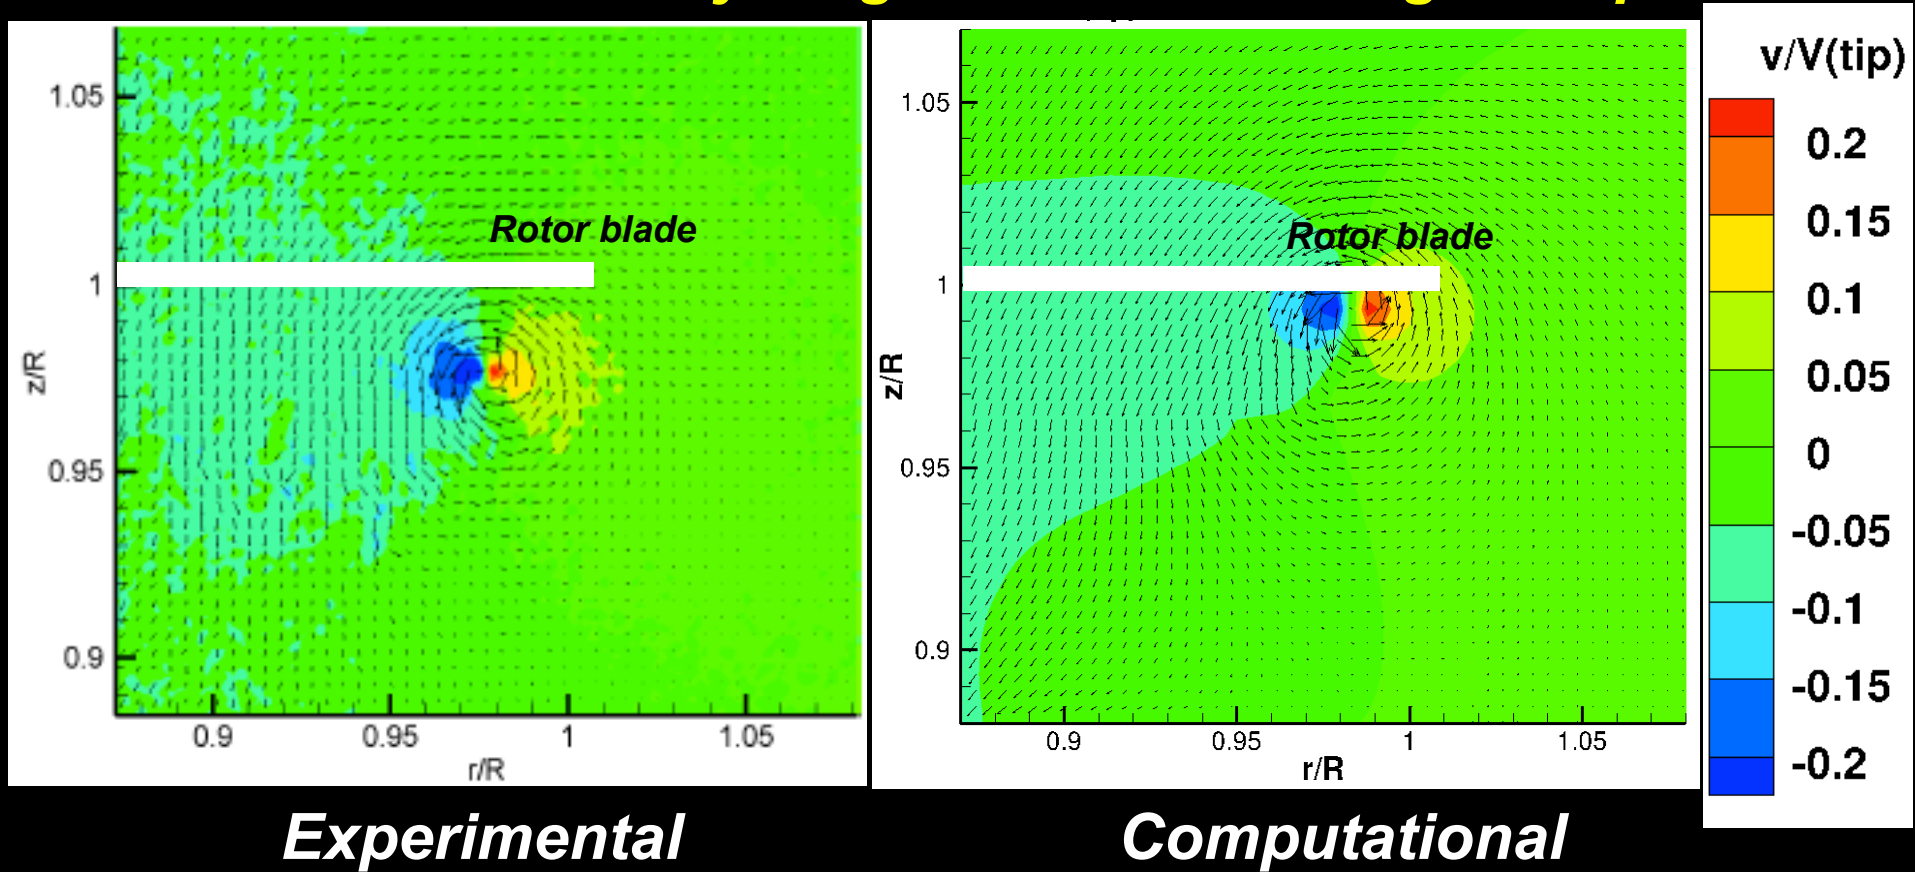 1.05
1
0.95
0.9
z/R
0.9 0.95 1 1.05
r/R
Rotor blade
Experimental
1.05
1
0.95
0.9
z/R
0.9 0.95 1 1.05
r/R
Rotor blade
Computational
v/V(tip)
0.2
0.15
0.1
0.05
0
-0.05
-0.1
-0.15
-0.2